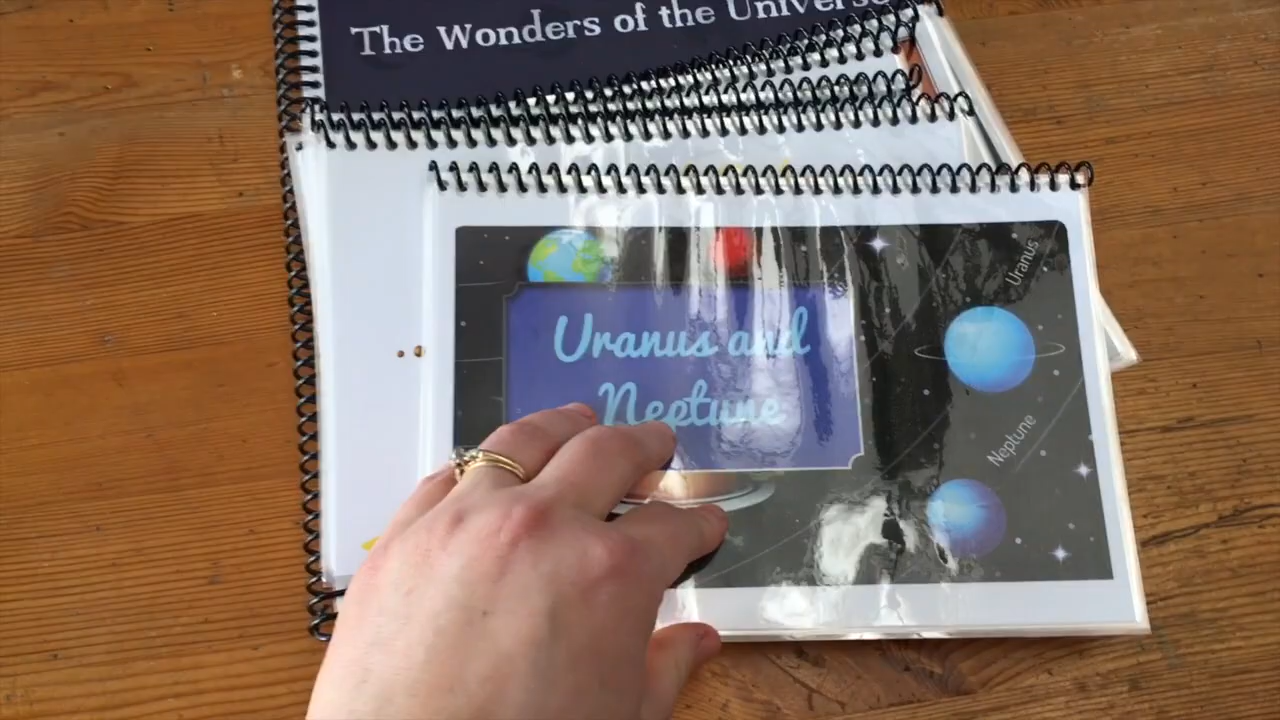 The Wonders of the Universe
Uranus and
Neptune
Uranus
Neptune